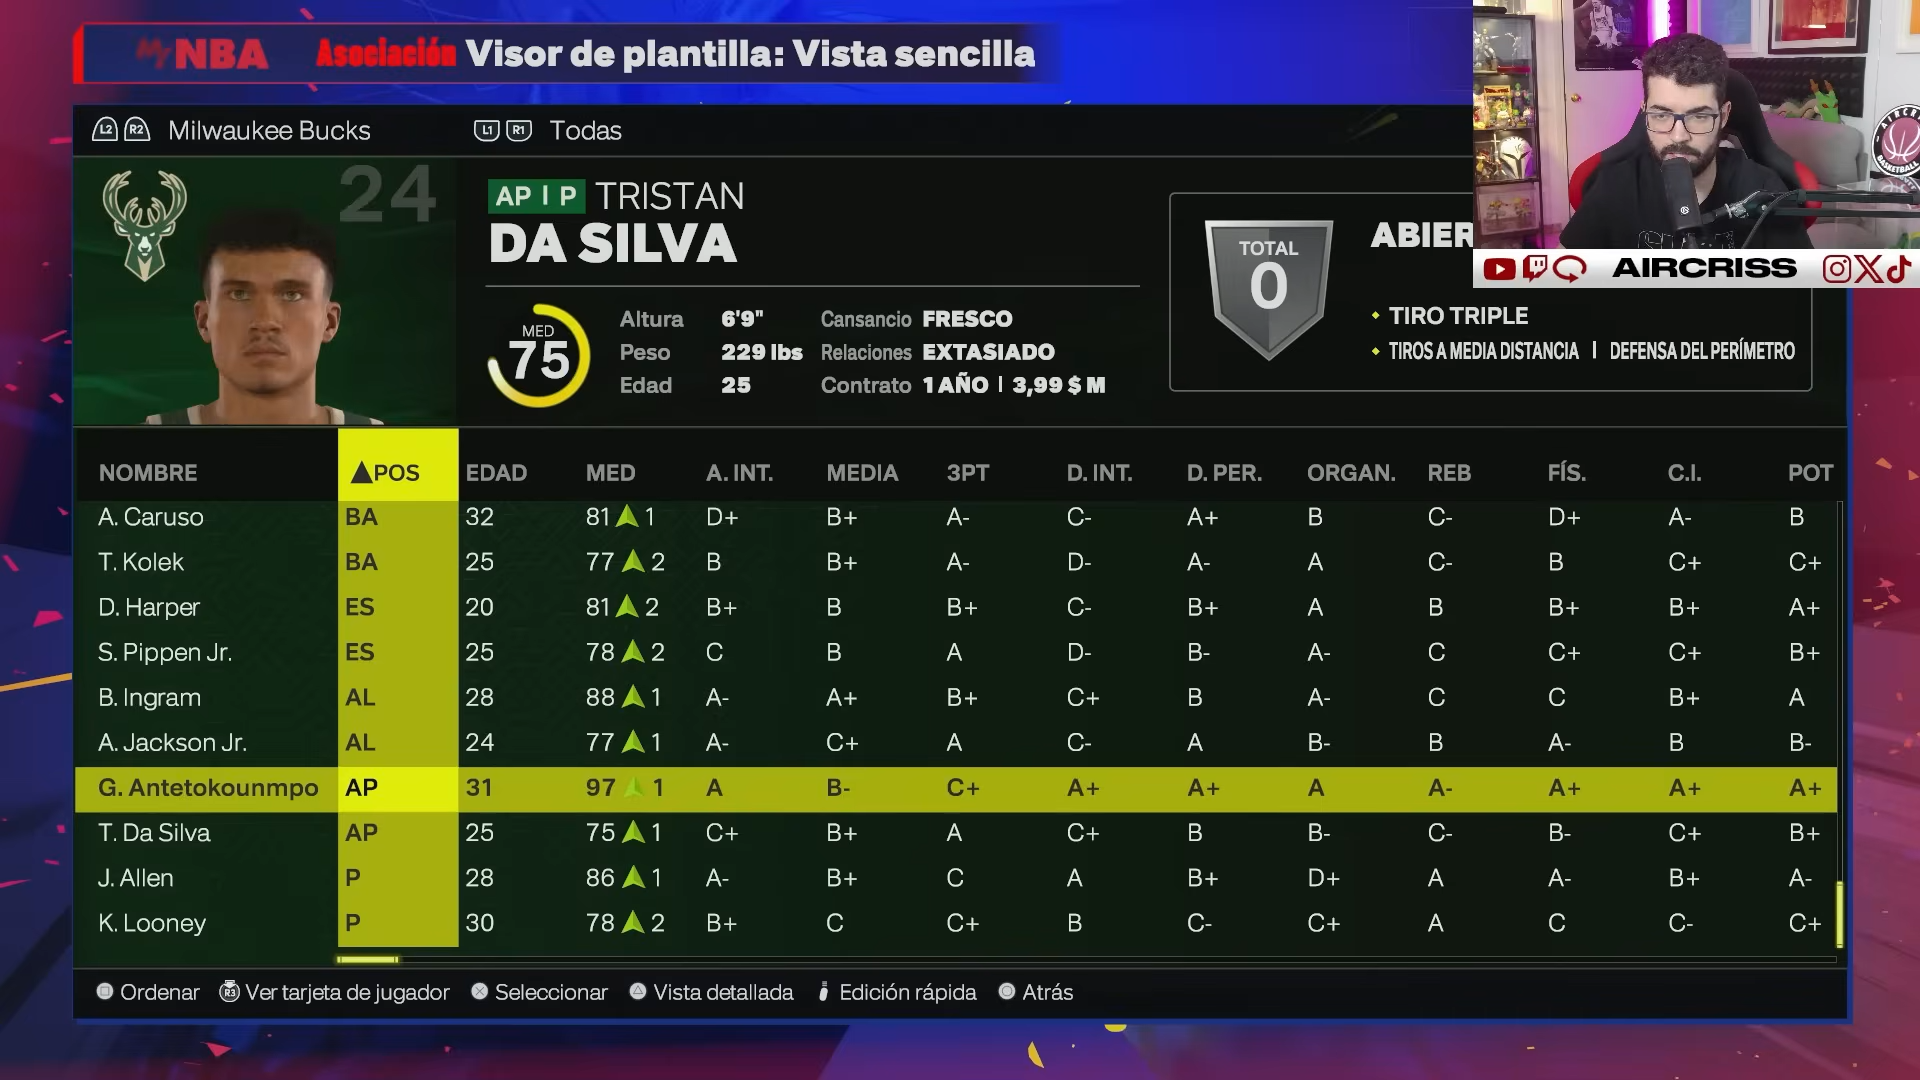 MyNBA Asociación Visor de plantilla: Vista sencilla
L2 R2 Milwaukee Bucks L1 R1 Todas
24
AP | P TRISTAN
DA SILVA
MED
75
Altura 6'9" Cansancio FRESCO
Peso 229 lbs Relaciones EXTASIADO
Edad 25 Contrato 1 AÑO | 3,99 $ M
TOTAL
0
ABIER
TIRO TRIPLE
TIROS A MEDIA DISTANCIA | DEFENSA DEL PERÍMETRO
AIRCRISS
BASKETBALL
NOMBRE ▲POS EDAD MED A. INT. MEDIA 3PT D. INT. D. PER. ORGAN. REB FÍS. C.I. POT
A. Caruso BA 32 81 1 D+ B+ A- C- A+ B C- D+ A- B
T. Kolek BA 25 77 2 B B+ A- D- A- A C- B C+ C+
D. Harper ES 20 81 2 B+ B B+ C- B+ A B B+ B+ A+
S. Pippen Jr. ES 25 78 2 C B A D- B- A- C C+ C+ B+
B. Ingram AL 28 88 1 A- A+ B+ C+ B A- C C B+ A
A. Jackson Jr. AL 24 77 1 A- C+ A C- A B- B A- B B-
G. Antetokounmpo AP 31 97 1 A B- C+ A+ A+ A A- A+ A+ A+
T. Da Silva AP 25 75 1 C+ B+ A C+ B B- C- B- C+ B+
J. Allen P 28 86 1 A- B+ C A B+ D+ A A- B+ A-
K. Looney P 30 78 2 B+ C C+ B C- C+ A C C- C+
Ordenar R3 Ver tarjeta de jugador Seleccionar Vista detallada Edición rápida Atrás